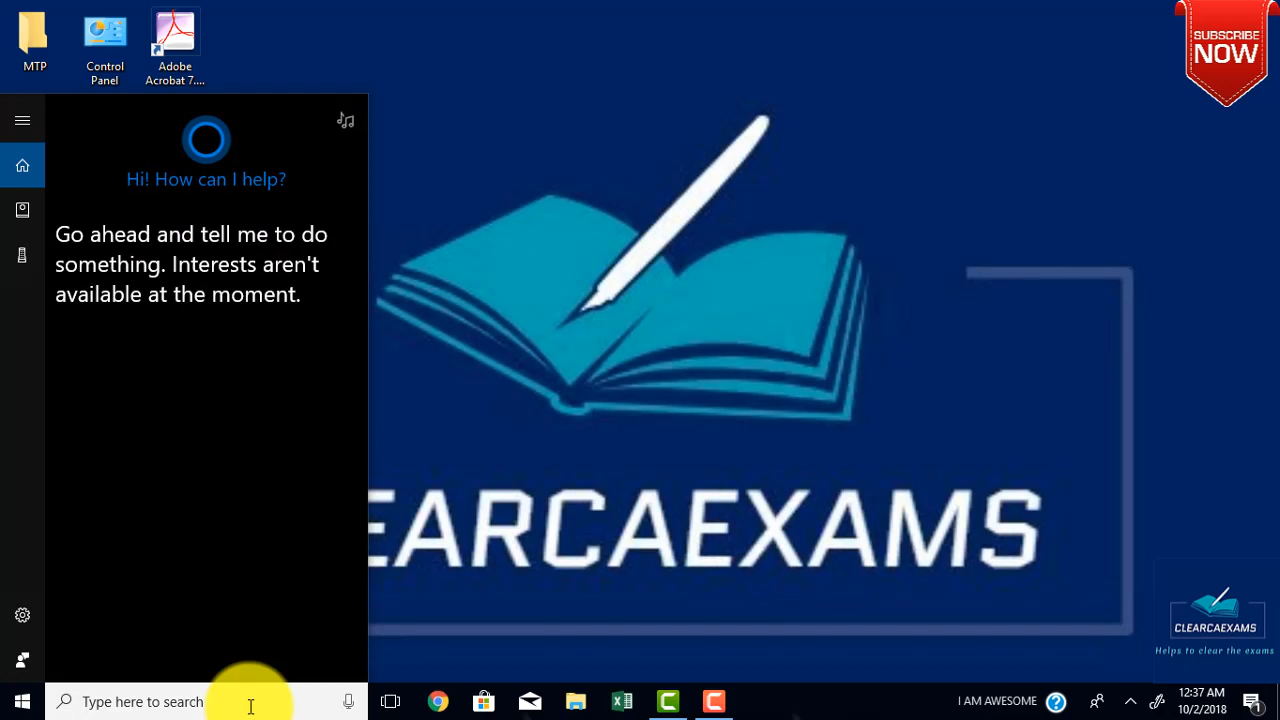 MTP
Control
Panel
Adobe
Acrobat 7....
SUBSCRIBE
NOW
Hi! How can I help?
Go ahead and tell me to do
something. Interests aren't
available at the moment.
EARCAEXAMS
CLEARCAEXAMS
Helps to clear the exams
Type here to search
I AM AWESOME
12:37 AM
10/2/2018
1